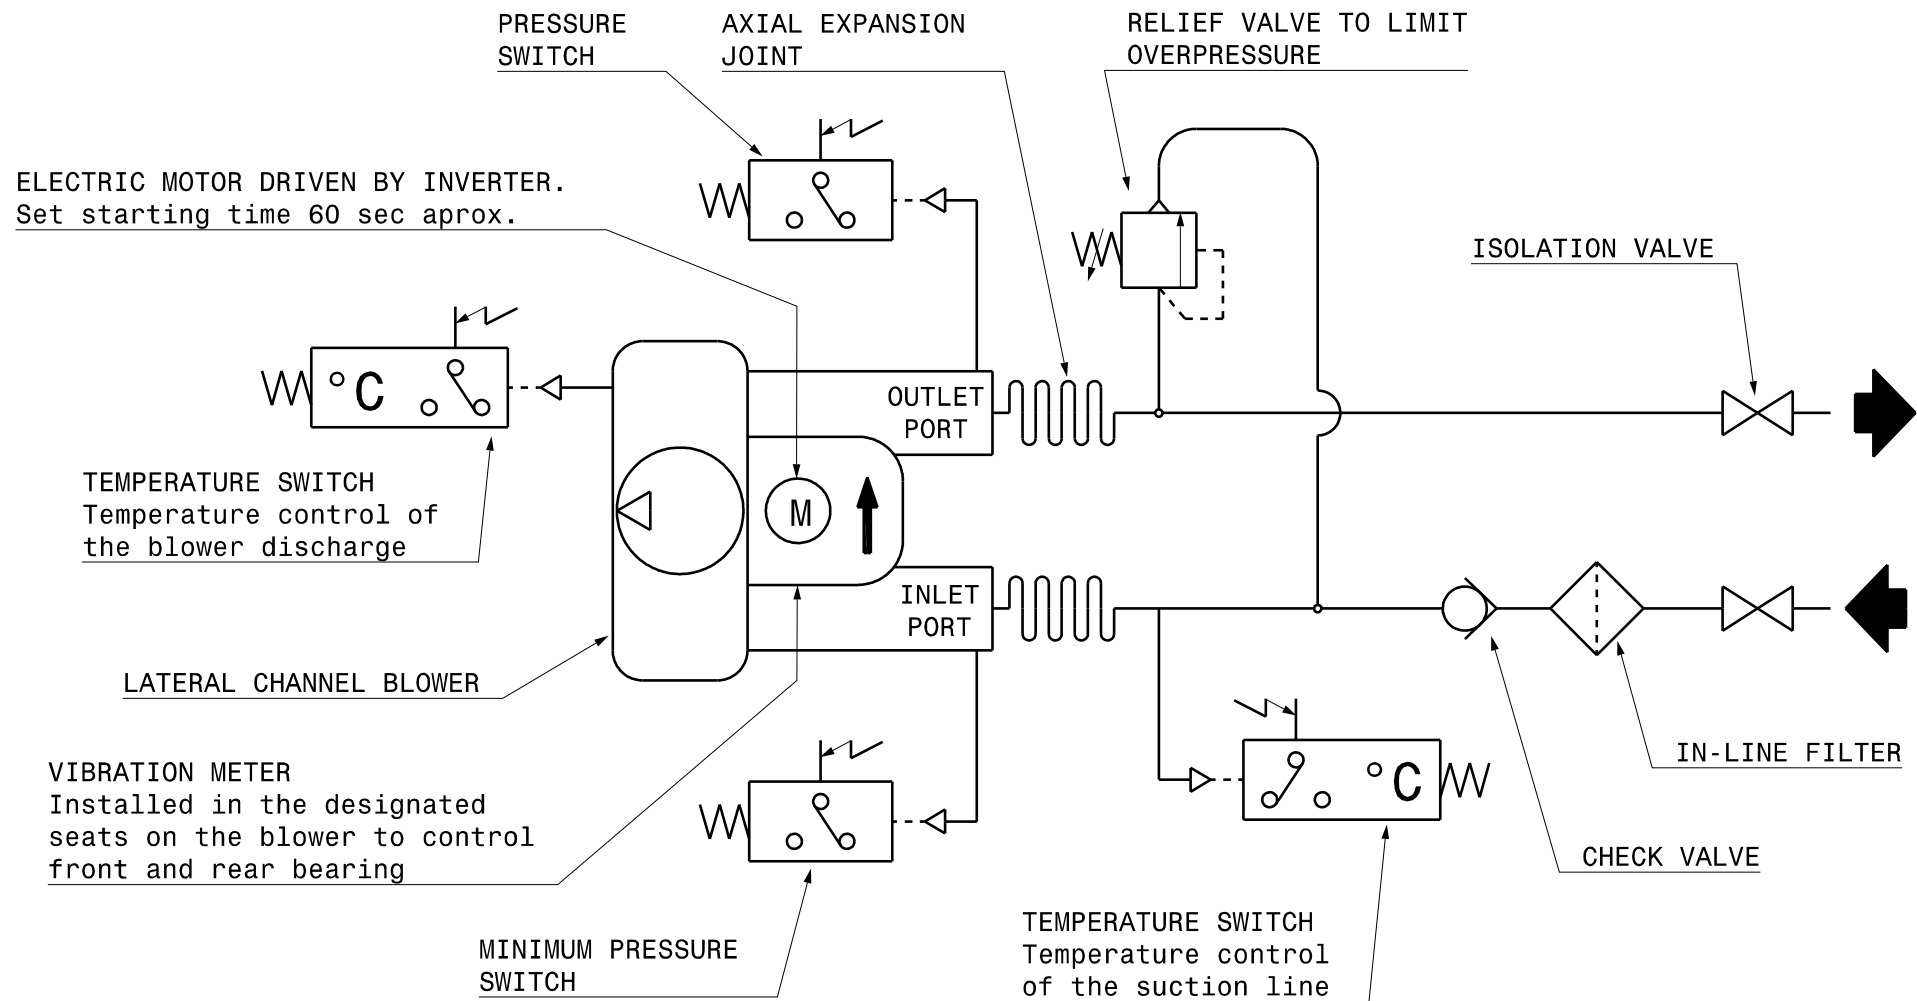 PRESSURE
SWITCH
AXIAL EXPANSION
JOINT
RELIEF VALVE TO LIMIT
OVERPRESSURE
ELECTRIC MOTOR DRIVEN BY INVERTER.
Set starting time 60 sec aprox.
ISOLATION VALVE
°C
OUTLET
PORT
TEMPERATURE SWITCH
Temperature control of
the blower discharge
M
INLET
PORT
LATERAL CHANNEL BLOWER
IN-LINE FILTER
VIBRATION METER
Installed in the designated
seats on the blower to control
front and rear bearing
°C
CHECK VALVE
MINIMUM PRESSURE
SWITCH
TEMPERATURE SWITCH
Temperature control
of the suction line